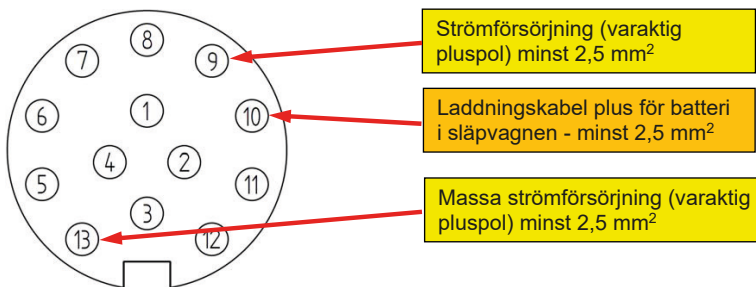 8
7
9
Strömförsörjning (varaktig
pluspol) minst 2,5 mm²
1
6
10
Laddningskabel plus för batteri
i släpvagnen - minst 2,5 mm²
4
2
5
11
3
13
12
Massa strömförsörjning (varaktig
pluspol) minst 2,5 mm²